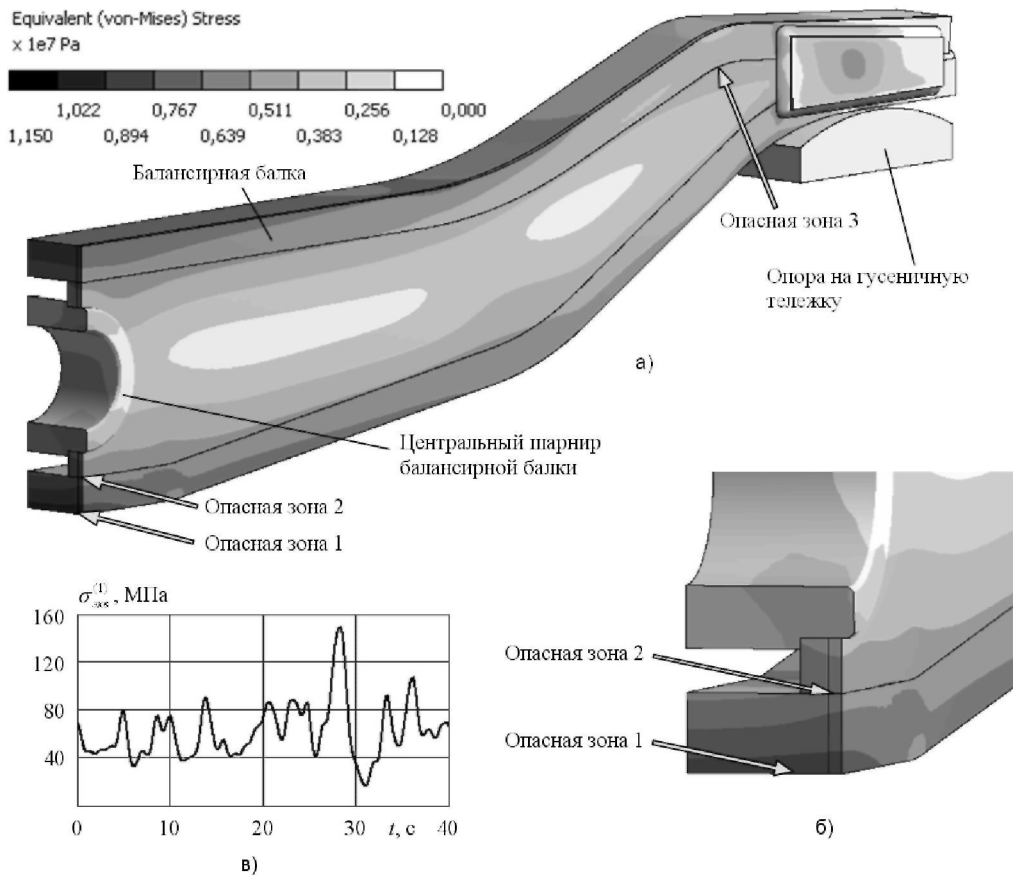 Equivalent (von-Mises) Stress
x 1e7 Pa
1,022 0,767 0,511 0,256 0,000
1,150 0,894 0,639 0,383 0,128
Балансирная балка
Опасная зона 3
Опора на гусеничную
тележку
а)
Центральный шарнир
балансирной балки
Опасная зона 2
Опасная зона 1
σ экв (1), МПа
160
120
80
40
0 10 20 30 t, с 40
в)
Опасная зона 2
Опасная зона 1
б)